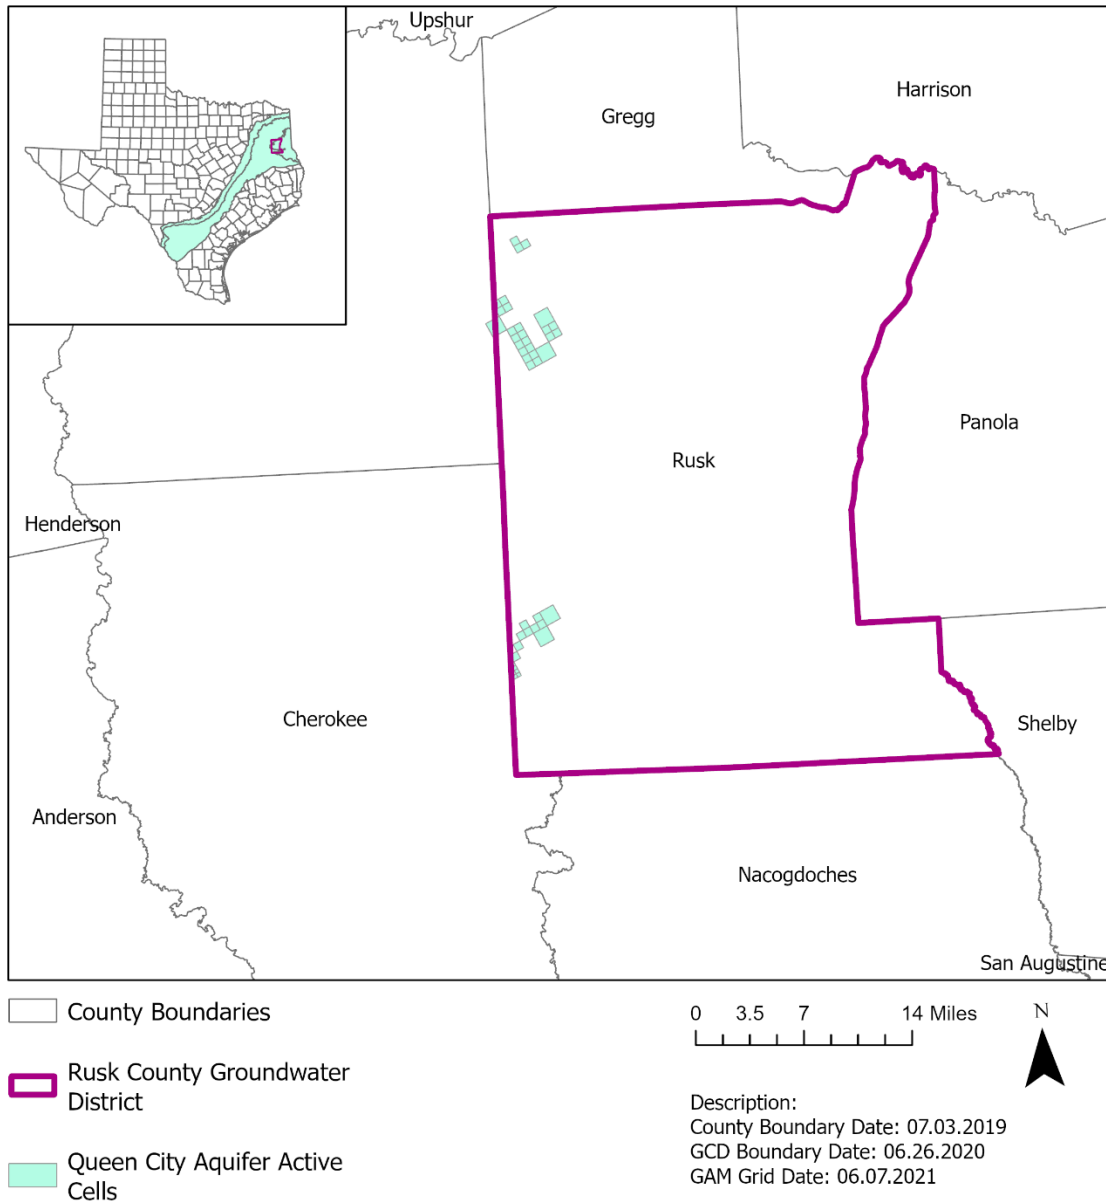 Upshur
Harrison
Gregg
Panola
Rusk
Henderson
Cherokee
Shelby
Anderson
Nacogdoches
San Augustine
County Boundaries
Rusk County Groundwater
District
Queen City Aquifer Active
Cells
0 3.5 7 14 Miles
N
Description:
County Boundary Date: 07.03.2019
GCD Boundary Date: 06.26.2020
GAM Grid Date: 06.07.2021